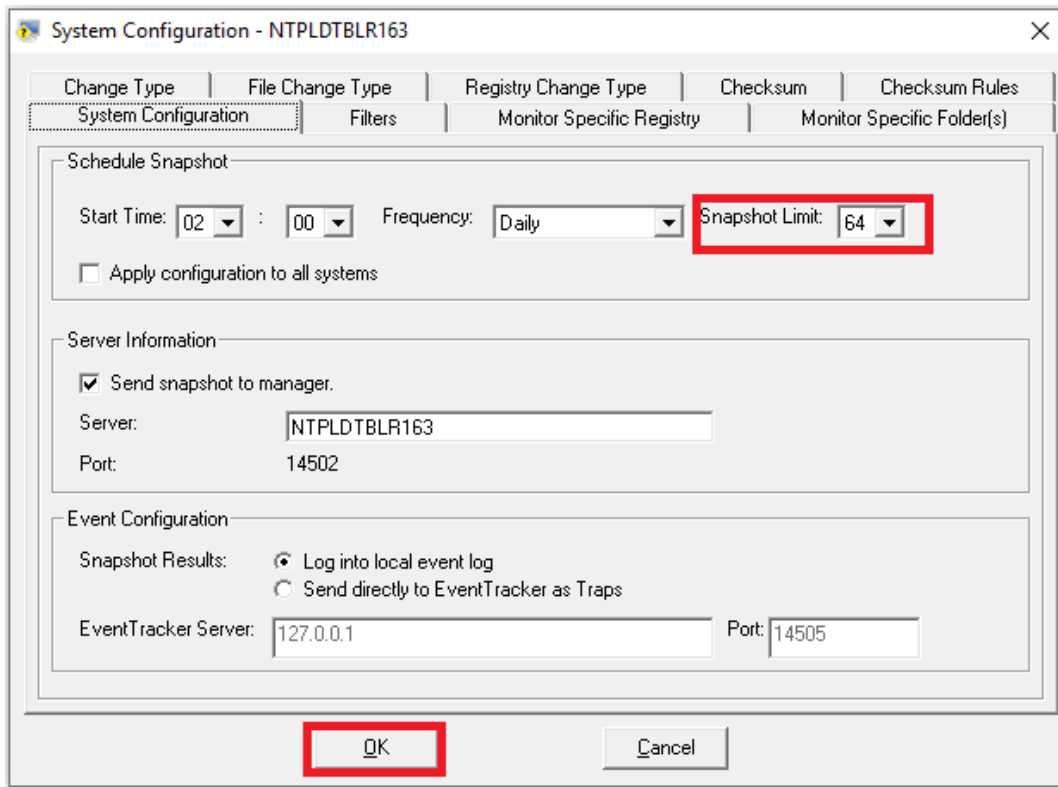 System Configuration - NTPLDTBLR163
Change Type File Change Type Registry Change Type Checksum Checksum Rules
System Configuration Filters Monitor Specific Registry Monitor Specific Folder(s)
Schedule Snapshot
Start Time: 02 : 00 Frequency: Daily Snapshot Limit: 64
Apply configuration to all systems
Server Information
Send snapshot to manager.
Server: NTPLDTBLR163
Port: 14502
Event Configuration
Snapshot Results: Log into local event log
Send directly to EventTracker as Traps
EventTracker Server: 127.0.0.1 Port: 14505
OK Cancel